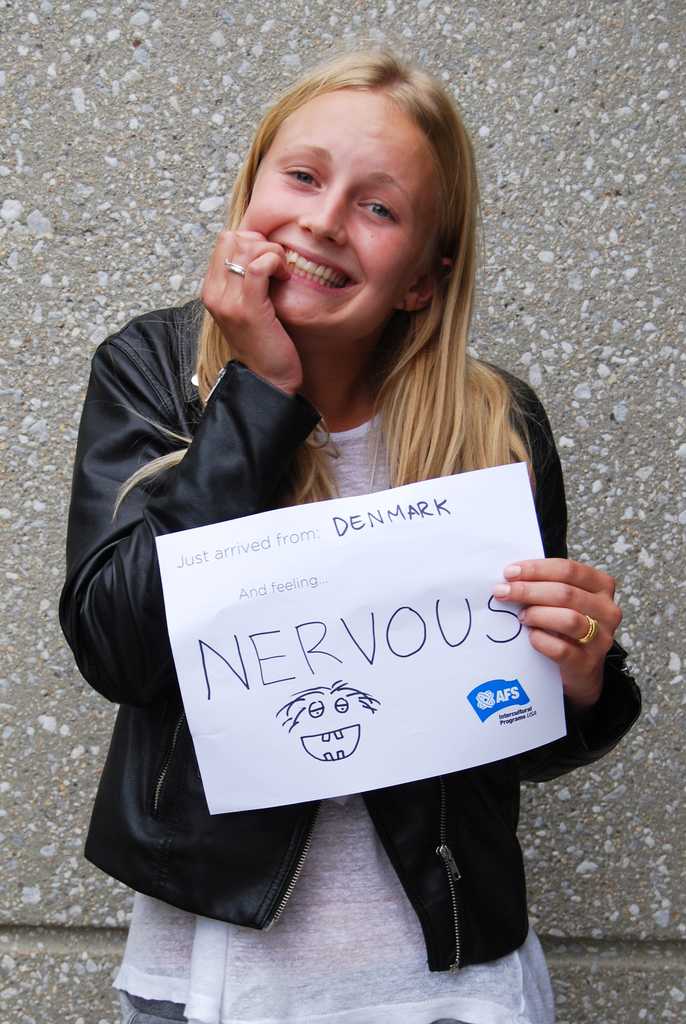 Just arrived from: DENMARK
And feeling...
NERVOUS
AFS
Intercultural
Programs USA